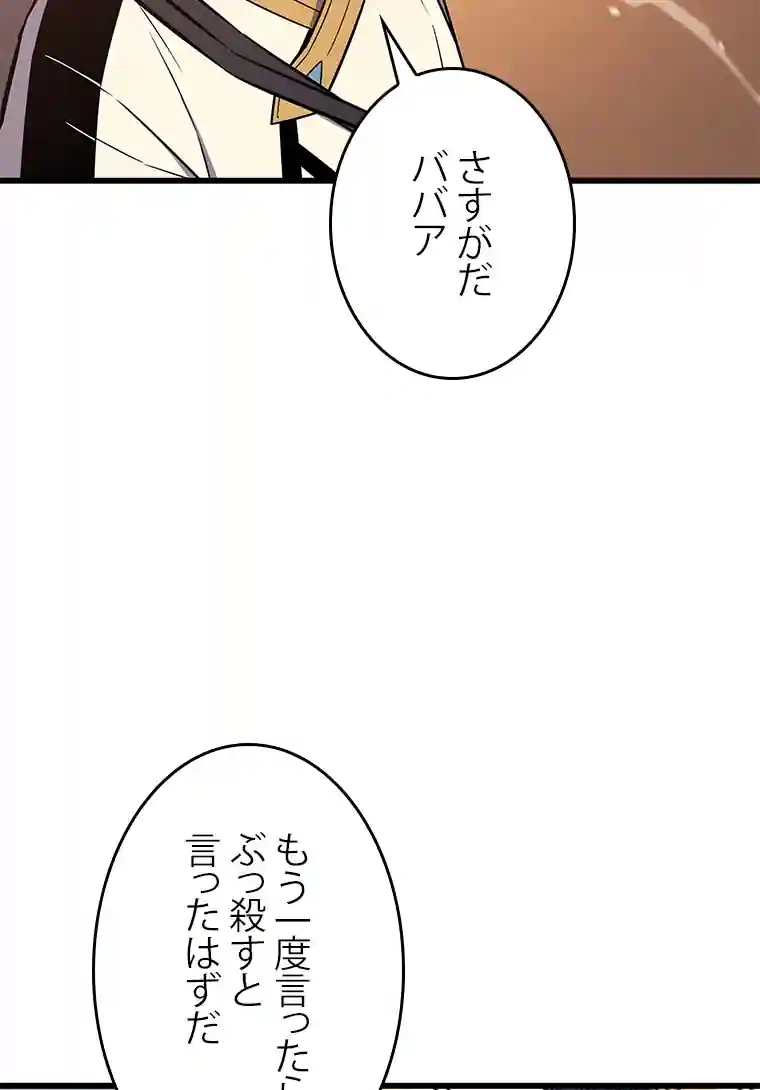 さすがだ
ババア
もう一度言ったら
ぶっ殺すと
言ったはずだ